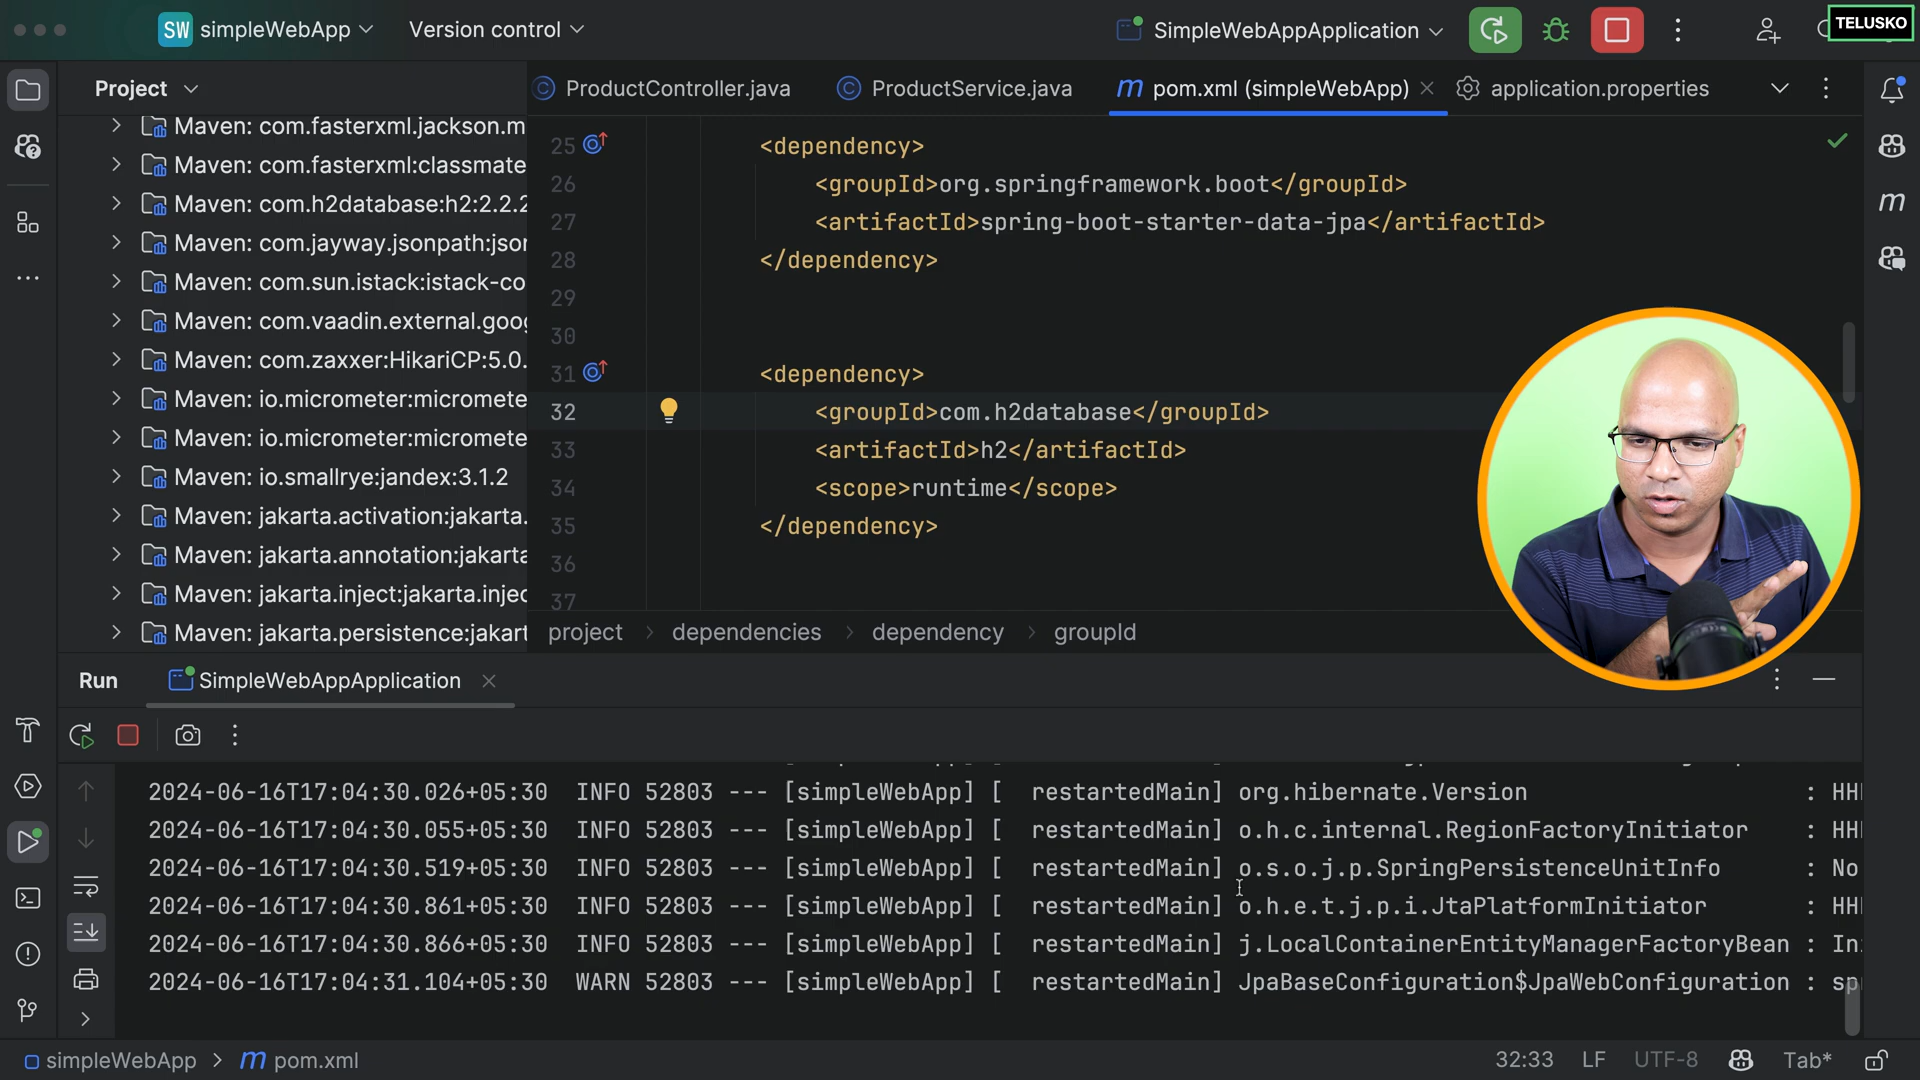 SW simpleWebApp Version control SimpleWebAppApplication TELUSKO
Project ProductController.java ProductService.java m pom.xml (simpleWebApp) application.properties
Maven: com.fasterxml.jackson.m
Maven: com.fasterxml:classmate
Maven: com.h2database:h2:2.2.2
Maven: com.jayway.jsonpath:jsor
Maven: com.sun.istack:istack-co
Maven: com.vaadin.external.goog
Maven: com.zaxxer:HikariCP:5.0.
Maven: io.micrometer:micromete
Maven: io.micrometer:micromete
Maven: io.smallrye:jandex:3.1.2
Maven: jakarta.activation:jakarta.
Maven: jakarta.annotation:jakarta
Maven: jakarta.inject:jakarta.injec
Maven: jakarta.persistence:jakart
25 <dependency>
26 <groupId>org.springframework.boot</groupId>
27 <artifactId>spring-boot-starter-data-jpa</artifactId>
28 </dependency>
29
30
31 <dependency>
32 <groupId>com.h2database</groupId>
33 <artifactId>h2</artifactId>
34 <scope>runtime</scope>
35 </dependency>
36
37
project > dependencies > dependency > groupId
Run SimpleWebAppApplication
2024-06-16T17:04:30.026+05:30 INFO 52803 --- [simpleWebApp] [ restartedMain] org.hibernate.Version : HHH
2024-06-16T17:04:30.055+05:30 INFO 52803 --- [simpleWebApp] [ restartedMain] o.h.c.internal.RegionFactoryInitiator : HHH
2024-06-16T17:04:30.519+05:30 INFO 52803 --- [simpleWebApp] [ restartedMain] o.s.o.j.p.SpringPersistenceUnitInfo : No
2024-06-16T17:04:30.861+05:30 INFO 52803 --- [simpleWebApp] [ restartedMain] o.h.e.t.j.p.i.JtaPlatformInitiator : HHH
2024-06-16T17:04:30.866+05:30 INFO 52803 --- [simpleWebApp] [ restartedMain] j.LocalContainerEntityManagerFactoryBean : In
2024-06-16T17:04:31.104+05:30 WARN 52803 --- [simpleWebApp] [ restartedMain] JpaBaseConfiguration$JpaWebConfiguration : sp
simpleWebApp > m pom.xml 32:33 LF UTF-8 Tab*